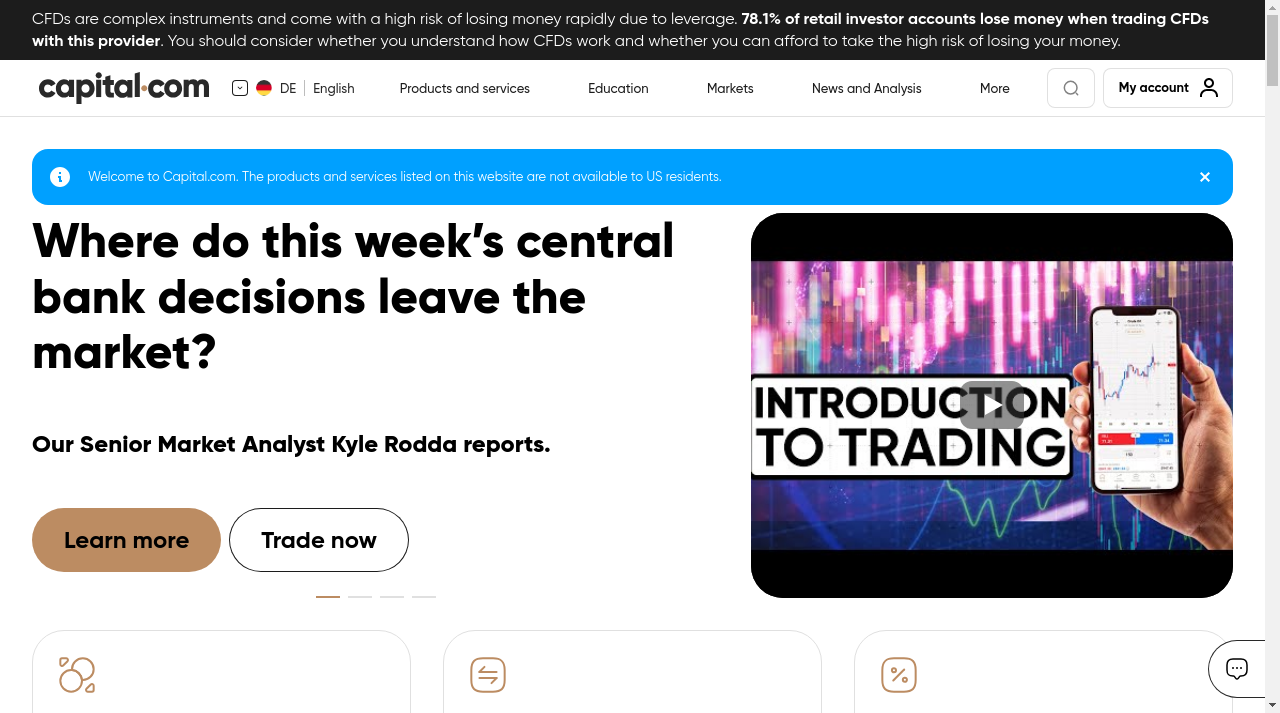 CFDs are complex instruments and come with a high risk of losing money rapidly due to leverage. 78.1% of retail investor accounts lose money when trading CFDs
with this provider. You should consider whether you understand how CFDs work and whether you can afford to take the high risk of losing your money.
capital.com
DE
English
Products and services
Education
Markets
News and Analysis
More
My account
Welcome to Capital.com. The products and services listed on this website are not available to US residents.
Where do this week’s central
bank decisions leave the
market?
Our Senior Market Analyst Kyle Rodda reports.
Learn more
Trade now
INTRODUCTION
TO TRADING